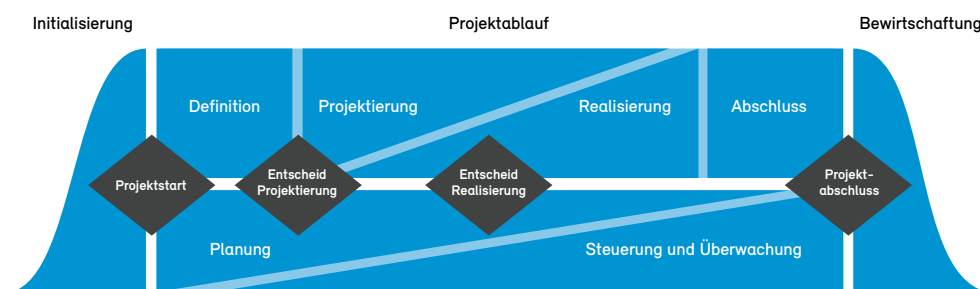 Initialisierung
Projektablauf
Bewirtschaftung
Definition
Projektierung
Realisierung
Abschluss
Projektstart
Entscheid
Projektierung
Entscheid
Realisierung
Projekt-
abschluss
Planung
Steuerung und Überwachung